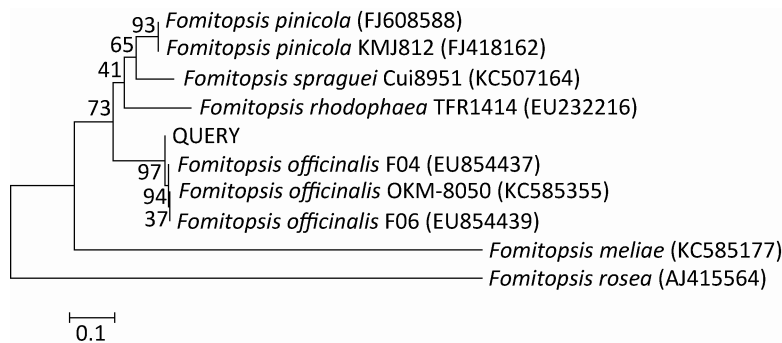 93 Fomitopsis pinicola (FJ608588)
65 Fomitopsis pinicola KMJ812 (FJ418162)
41 Fomitopsis spraguei Cui8951 (KC507164)
73 Fomitopsis rhodophaea TFR1414 (EU232216)
QUERY
97 Fomitopsis officinalis F04 (EU854437)
94 Fomitopsis officinalis OKM-8050 (KC585355)
37 Fomitopsis officinalis F06 (EU854439)
Fomitopsis meliae (KC585177)
Fomitopsis rosea (AJ415564)
0.1